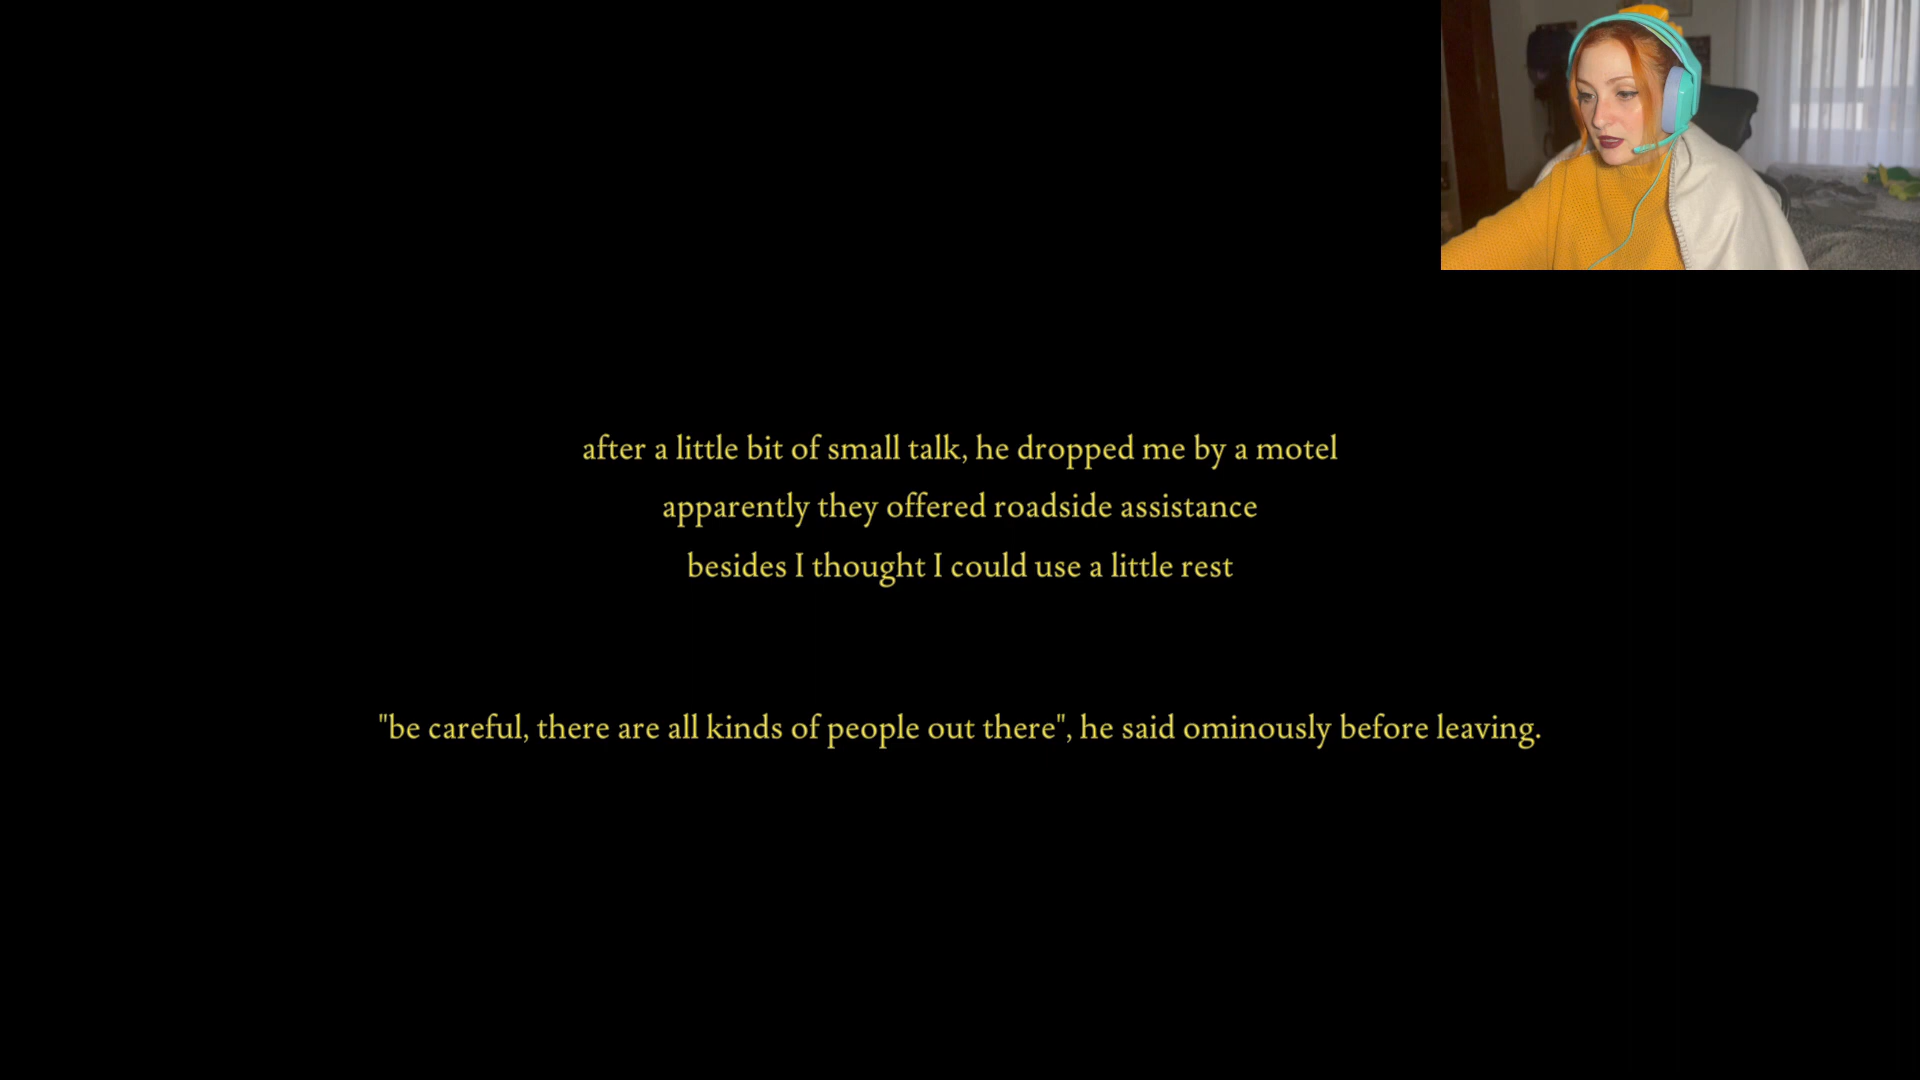 after a little bit of small talk, he dropped me by a motel
apparently they offered roadside assistance
besides I thought I could use a little rest
"be careful, there are all kinds of people out there", he said ominously before leaving.